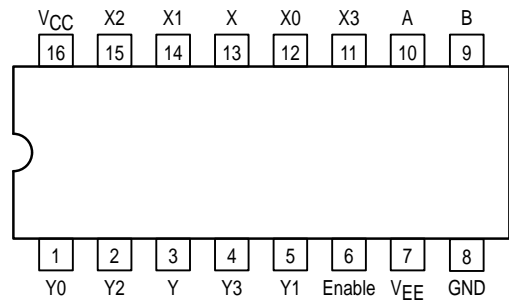 VCC X2 X1 X X0 X3 A B
16 15 14 13 12 11 10 9
1 2 3 4 5 6 7 8
Y0 Y2 Y Y3 Y1 Enable VEE GND